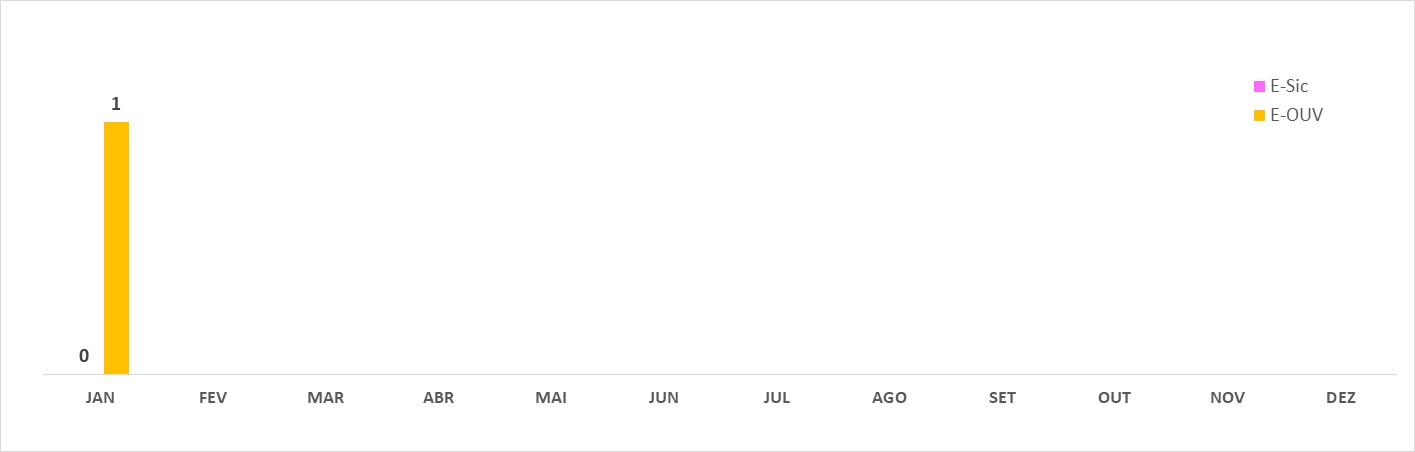 E-Sic
E-OUV
1
0
JAN FEV MAR ABR MAI JUN JUL AGO SET OUT NOV DEZ